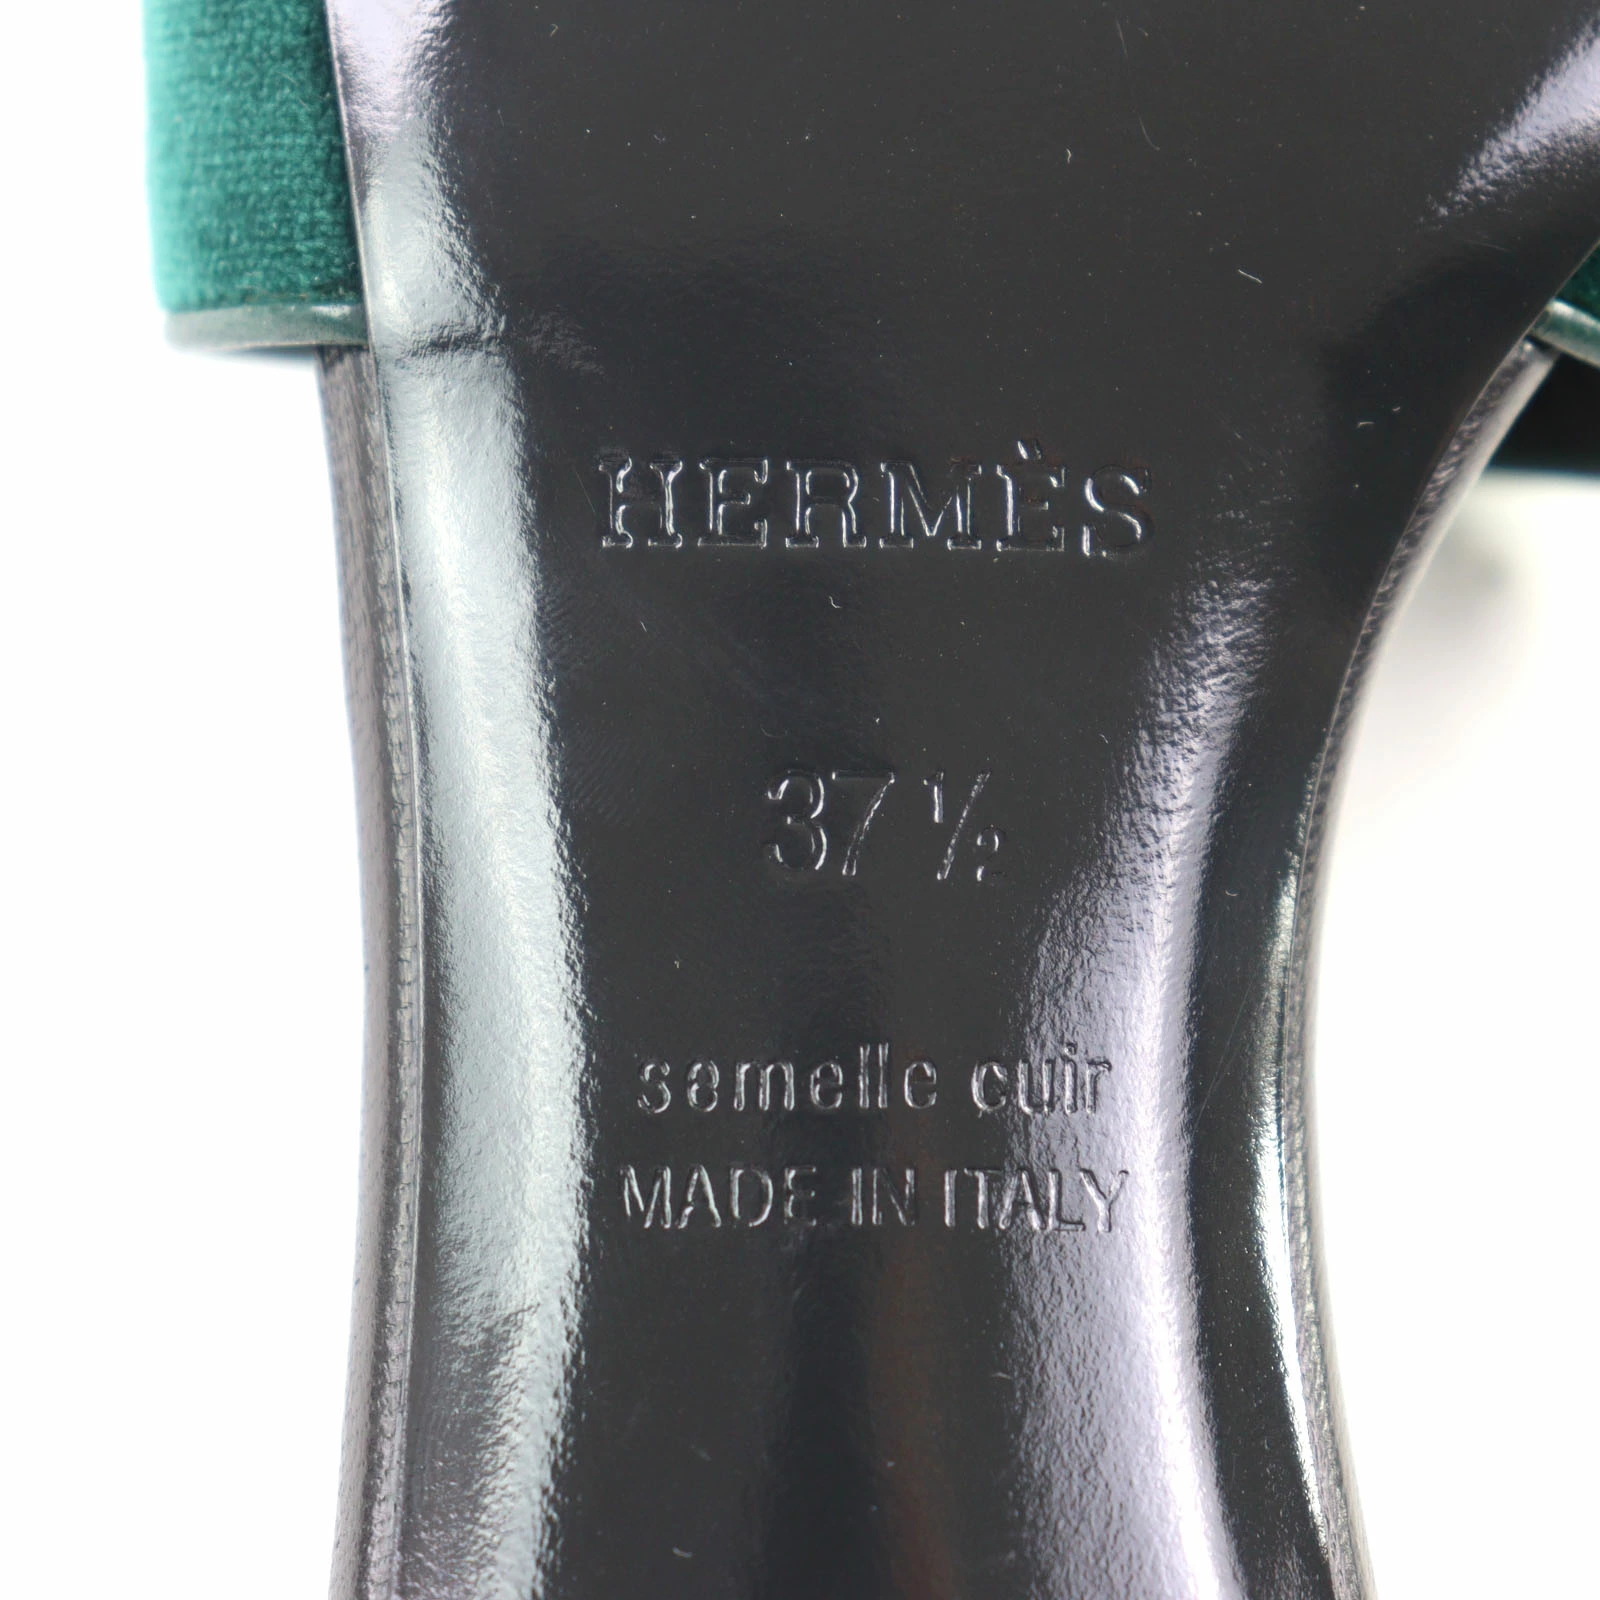 HERMÈS
37 ½
semelle cuir
MADE IN ITALY